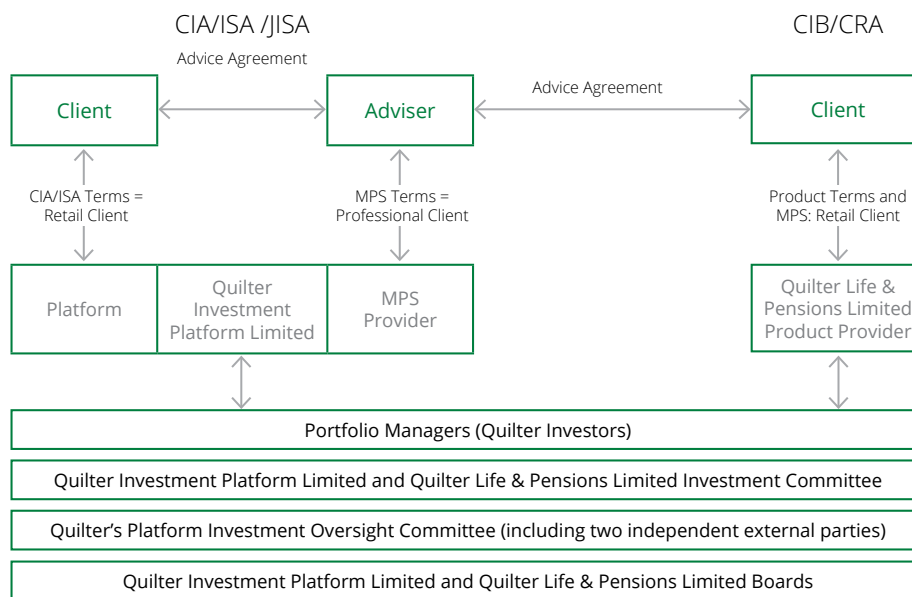 CIA/ISA /JISA
CIB/CRA
Advice Agreement
Advice Agreement
Client
Adviser
Client
CIA/ISA Terms =
Retail Client
MPS Terms =
Professional Client
Product Terms and
MPS: Retail Client
Platform
Quilter
Investment
Platform Limited
MPS
Provider
Quilter Life &
Pensions Limited
Product Provider
Portfolio Managers (Quilter Investors)
Quilter Investment Platform Limited and Quilter Life & Pensions Limited Investment Committee
Quilter’s Platform Investment Oversight Committee (including two independent external parties)
Quilter Investment Platform Limited and Quilter Life & Pensions Limited Boards